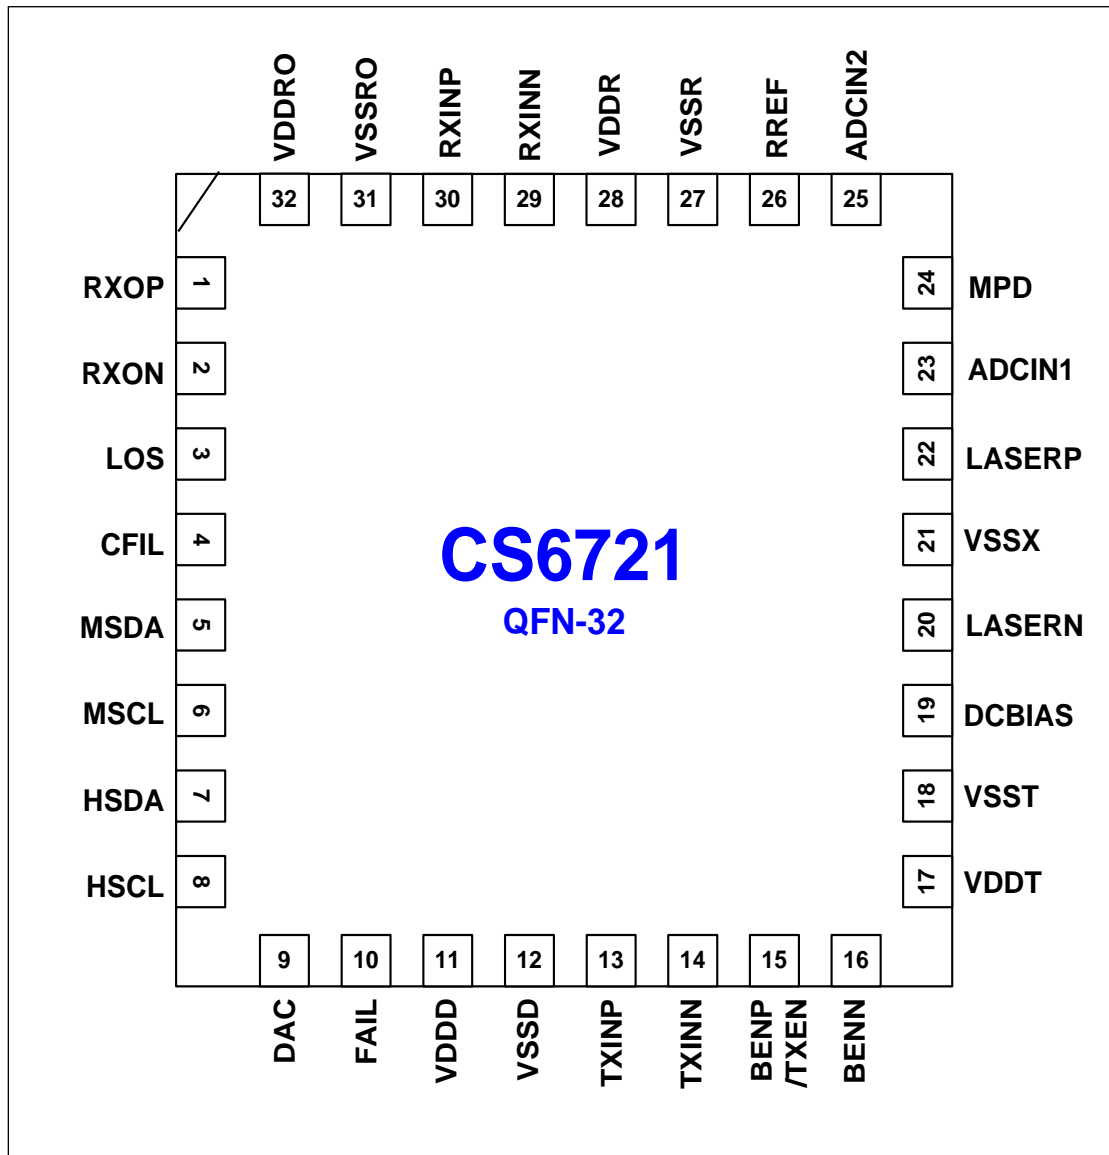 VDDRO
VSSRO
RXINP
RXINN
VDDR
VSSR
RREF
ADCIN2
32
31
30
29
28
27
26
25
RXOP 1
RXON 2
LOS 3
CFIL 4
MSDA 5
MSCL 6
HSDA 7
HSCL 8
CS6721
QFN-32
24 MPD
23 ADCIN1
22 LASERP
21 VSSX
20 LASERN
19 DCBIAS
18 VSST
17 VDDT
9
10
11
12
13
14
15
16
DAC
FAIL
VDDD
VSSD
TXINP
TXINN
BENP
/TXEN
BENN